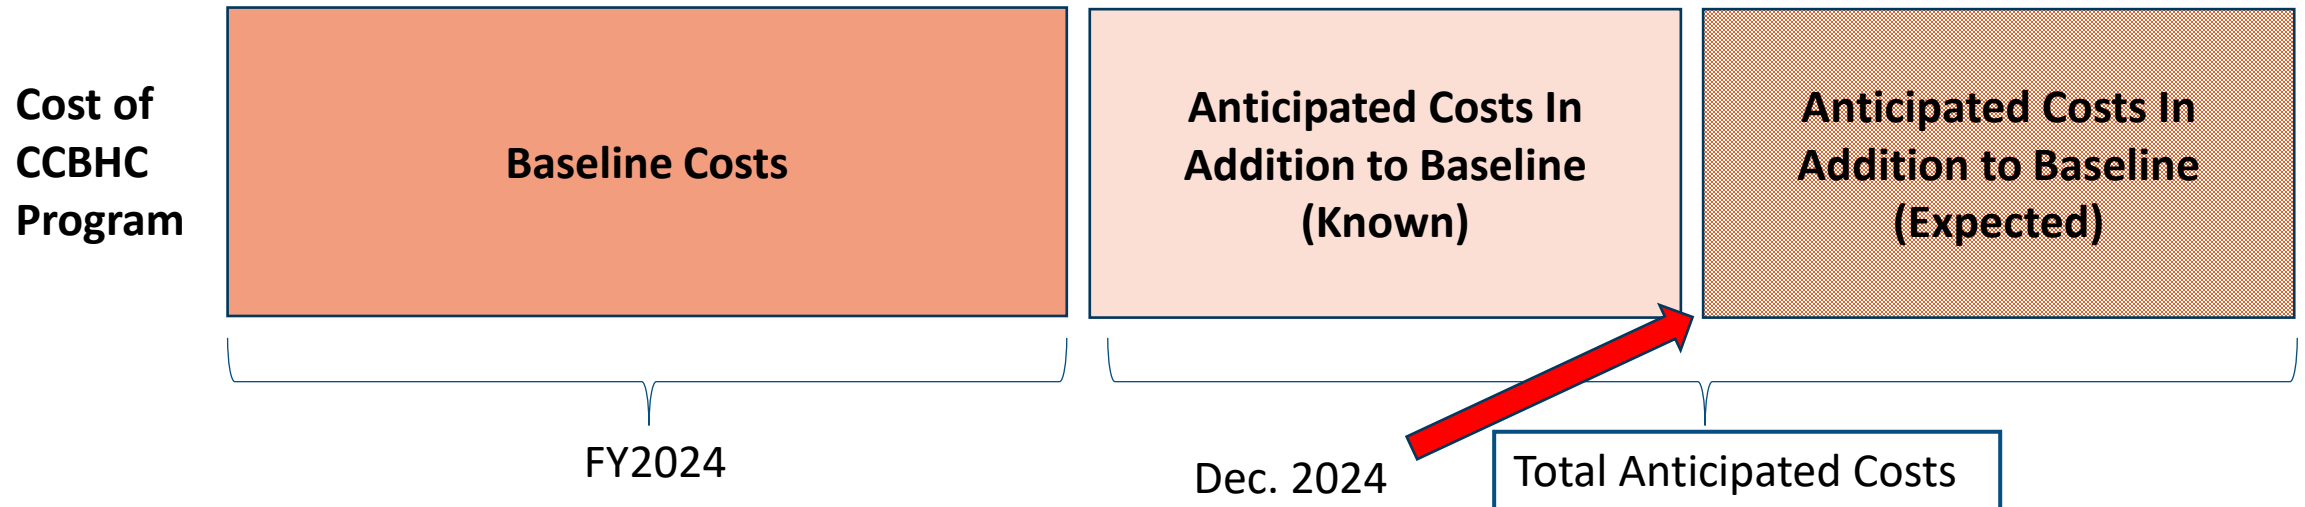 Cost of
CCBHC
Program
Baseline Costs
Anticipated Costs In
Addition to Baseline
(Known)
Anticipated Costs In
Addition to Baseline
(Expected)
FY2024
Dec. 2024
Total Anticipated Costs